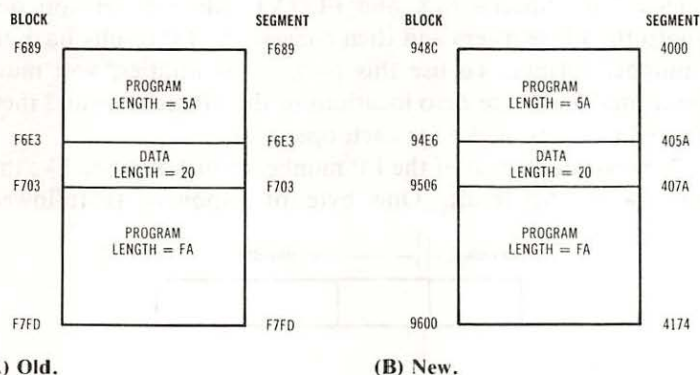 BLOCK SEGMENT BLOCK SEGMENT
F689 F689 948C 4000
PROGRAM PROGRAM
LENGTH = 5A LENGTH = 5A
F6E3 F6E3 94E6 405A
DATA DATA
LENGTH = 20 LENGTH = 20
F703 F703 9506 407A
PROGRAM PROGRAM
LENGTH = FA LENGTH = FA
F7FD F7FD 9600 4174
) Old. (B) New.